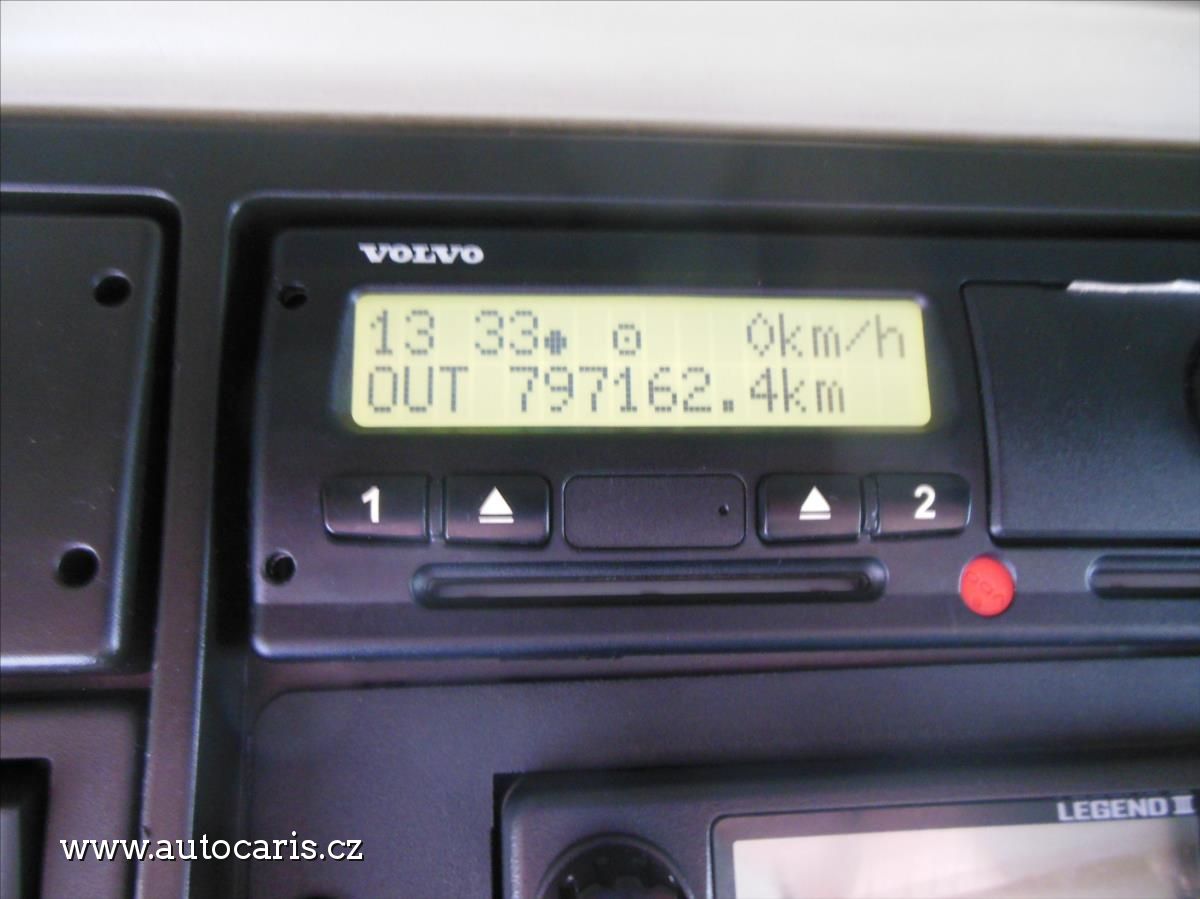 VOLVO
13 33 0km/h
OUT 797162.4km
1 2
LEGEND III
www.autocaris.cz